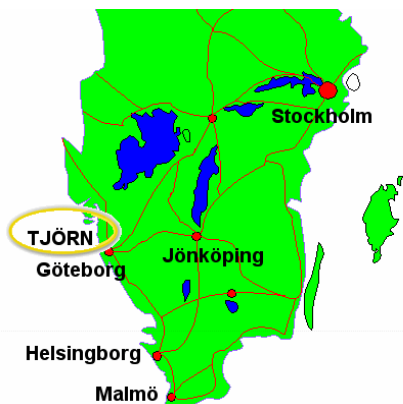 Stockholm
TJÖRN
Jönköping
Göteborg
Helsingborg
Malmö